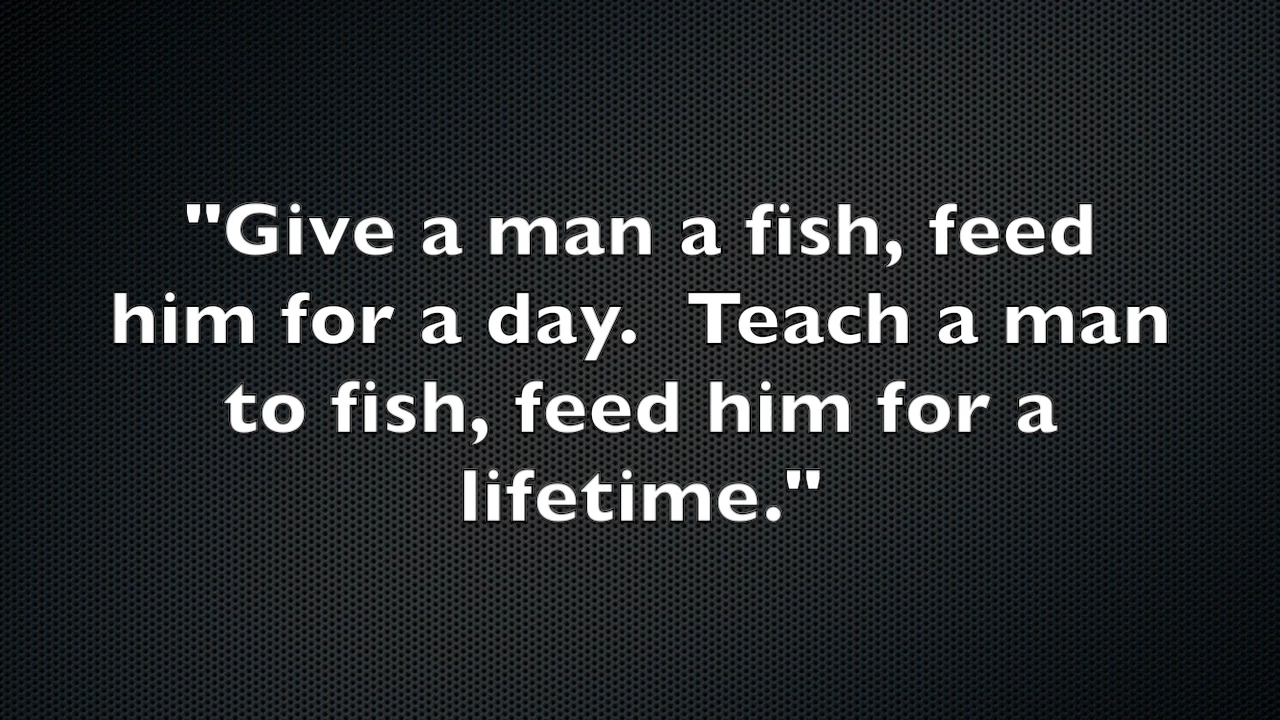 "Give a man a fish, feed
him for a day.  Teach a man
to fish, feed him for a
lifetime."